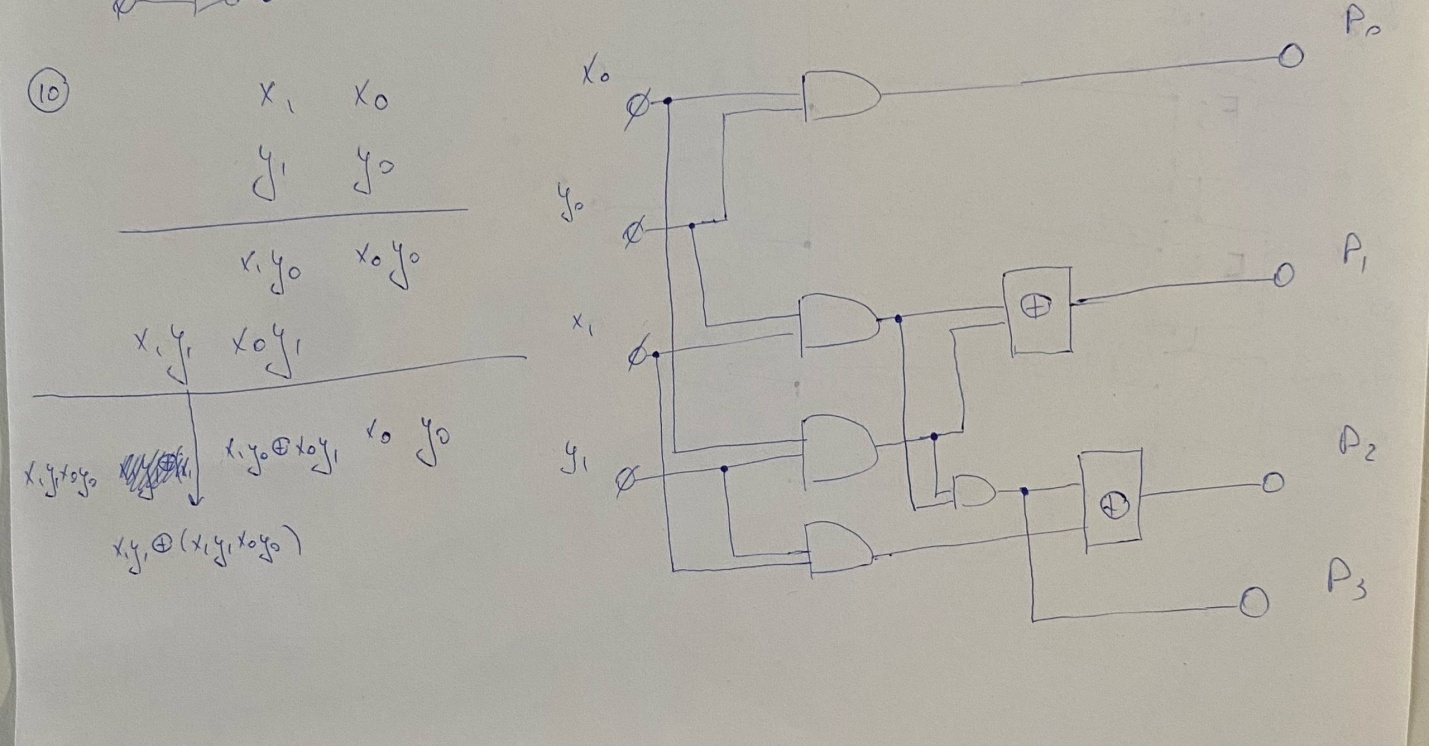 10
x₁ x₀
y₁ y₀
x₁y₀ x₀y₀
x₁y₁ x₀y₁
x₁y₁x₀y₀ x₁y₀⊕x₀y₁ x₀ y₀
x₁y₁⊕(x₁y₁x₀y₀)
x₀
P₀
y₀
x₁
P₁
⊕
y₁
P₂
⊕
P₃